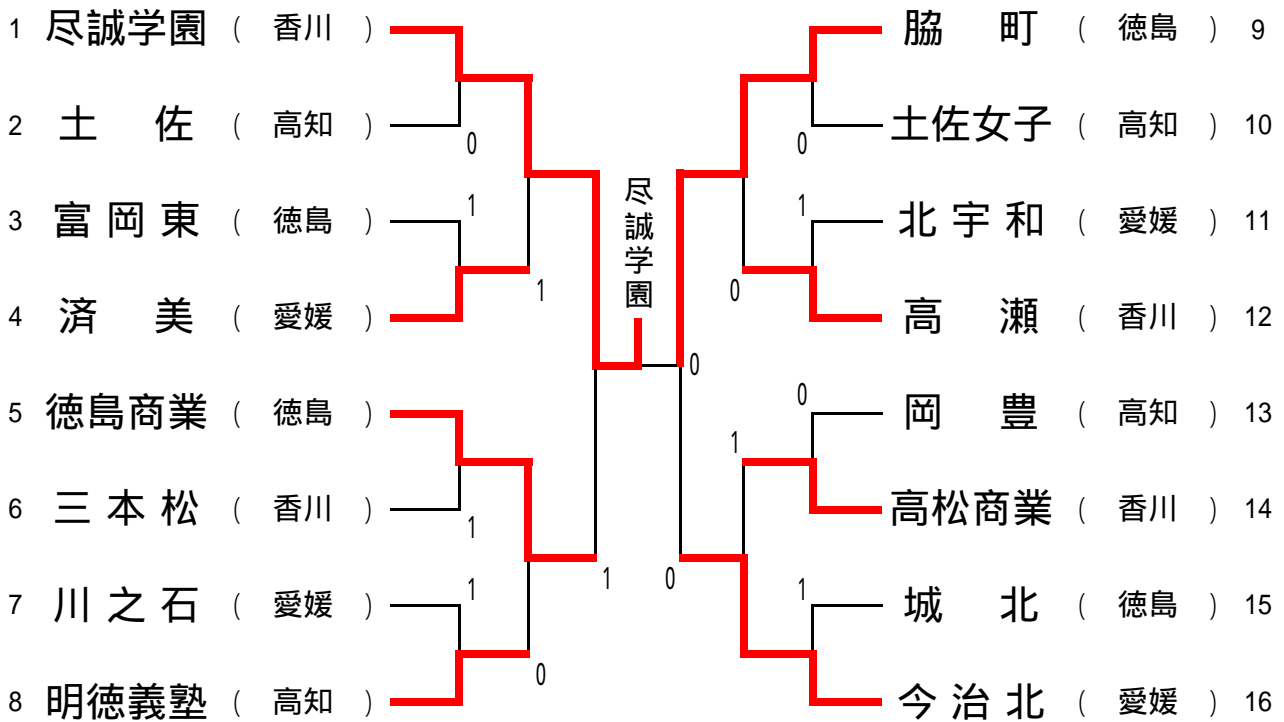 1 尽誠学園 ( 香川 )
2 土 佐 ( 高知 )
0
3 富岡東 ( 徳島 )
1
4 済 美 ( 愛媛 )
1
5 徳島商業 ( 徳島 )
6 三本松 ( 香川 )
1
7 川之石 ( 愛媛 )
1
8 明徳義塾 ( 高知 )
0
1
尽誠学園
0
0
脇 町 ( 徳島 ) 9
土佐女子 ( 高知 ) 10
0
北宇和 ( 愛媛 ) 11
1
高 瀬 ( 香川 ) 12
0
岡 豊 ( 高知 ) 13
0
高松商業 ( 香川 ) 14
1
城 北 ( 徳島 ) 15
1
今治北 ( 愛媛 ) 16